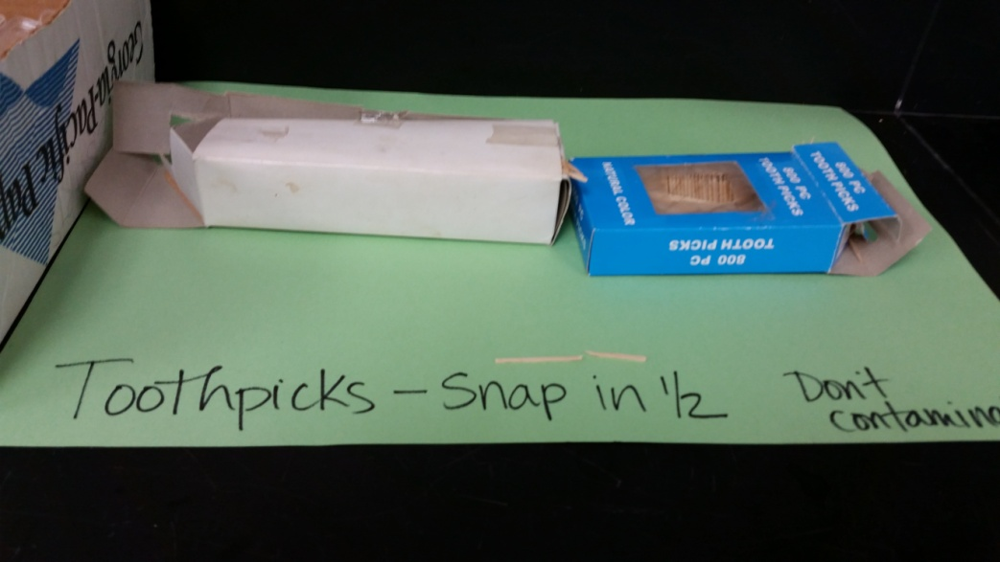 Georgia-Pacific Pap
NATURAL COLOR
800 PC
TOOTH PICKS
800 PC
TOOTH PICKS
800 PC
TOOTH PICKS
Toothpicks - Snap in 1/2
Don't
contamina